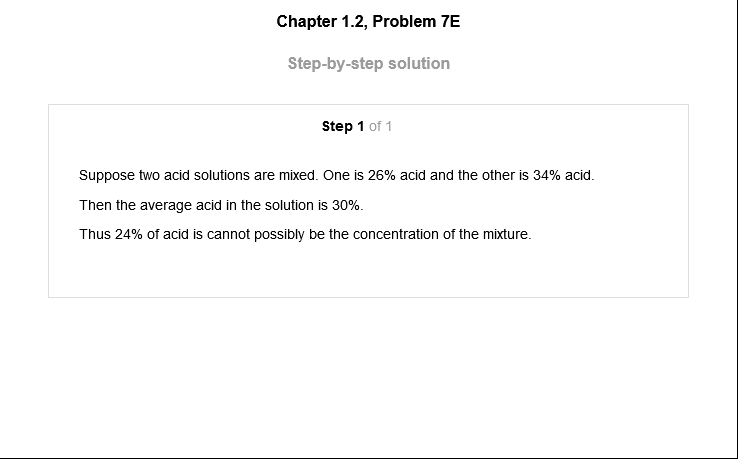 Chapter 1.2, Problem 7E
Step-by-step solution
Step 1 of 1
Suppose two acid solutions are mixed. One is 26% acid and the other is 34% acid.
Then the average acid in the solution is 30%.
Thus 24% of acid is cannot possibly be the concentration of the mixture.